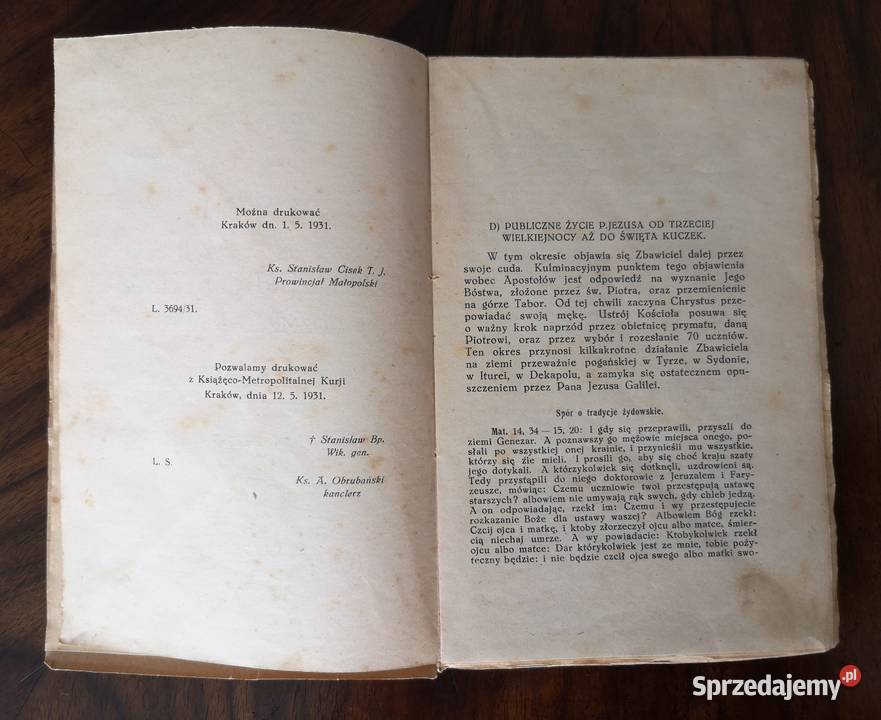 Można drukować
Kraków dn. 1. 5. 1931.
Ks. Stanisław Cisek T. J.
Prowincjał Małopolski
L. 3694/31.
Pozwalamy drukować
z Książęco-Metropolitalnej Kurji
Kraków, dnia 12. 5. 1931.
† Stanisław Bp.
Wik. gen.
L. S.
Ks. A. Obrubański
kanclerz
D) PUBLICZNE ŻYCIE P. JEZUSA OD TRZECIEJ
WIELKIEJNOCY AŻ DO ŚWIĘTA KUCZEK.
W tym okresie objawia się Zbawiciel dalej przez
swoje cuda. Kulminacyjnym punktem tego objawienia
wobec Apostołów jest odpowiedź na wyznanie Jego
Bóstwa, złożone przez św. Piotra, oraz przemienienie
na górze Tabor. Od tej chwili zaczyna Chrystus prze-
powiadać swoją mękę. Ustrój Kościoła posuwa się
o ważny krok naprzód przez obietnicę prymatu, daną
Piotrowi, oraz przez wybór i rozesłanie 70 uczniów.
Ten okres przynosi kilkakrotne działanie Zbawiciela
na ziemi przeważnie pogańskiej w Tyrze, w Sydonie,
w Iturei, w Dekapolu, a zamyka się ostatecznem opu-
szczeniem przez Pana Jezusa Galilei.
Spór o tradycje żydowskie.
Mat. 14, 34 — 15, 20: I gdy się przeprawili, przyszli do
ziemi Genezar. A poznawszy go mężowie miejsca onego, po-
słali po wszystkiej onej krainie, i przynieśli mu wszystkie,
którzy się źle mieli. I prosili go, aby się choć kraju szaty
jego dotykali. A którzykolwiek się dotknęli, uzdrowieni są.
Tedy przystąpili do niego doktorowie z Jeruzalem i Fary-
zeusze, mówiąc: Czemu uczniowie twoi przestępują ustawę
starszych? albowiem nie umywają rąk swych, gdy chleb jedzą.
A on odpowiadając, rzekł im: Czemu i wy przestępujecie
rozkazanie Boże dla ustawy waszej? Albowiem Bóg rzekł:
Czcij ojca i matkę, i ktoby złorzeczył ojcu albo matce, śmier-
cią niechaj umrze. A wy powiadacie: Ktobykolwiek rzekł
ojcu albo matce: Dar którykolwiek jest ze mnie, tobie poży-
teczny będzie: i nie będzie czcił ojca swego albo matki swo-
Sprzedajemy.pl